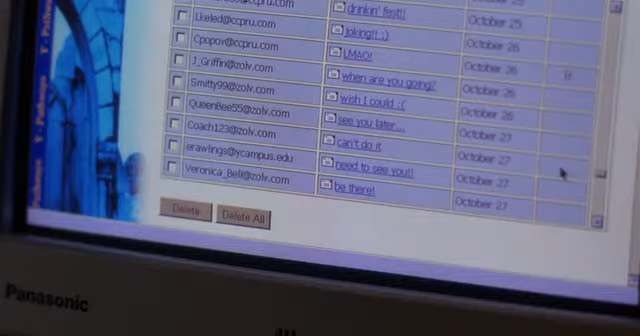 drinkin' fest!! October 25
Lkeled@ccpru.com joking!! :) October 26
Cpopov@ccpru.com LMAO! October 26
J_Griffin@zolv.com when are you going? October 26 !!
Smitty99@zolv.com wish I could :( October 26
QueenBee55@zolv.com see you later... October 27
Coach123@zolv.com can't do it October 27
erawlings@ycampus.edu need to see you!! October 27
Veronica_Bell@zolv.com be there! October 27
Delete Delete All
Panasonic